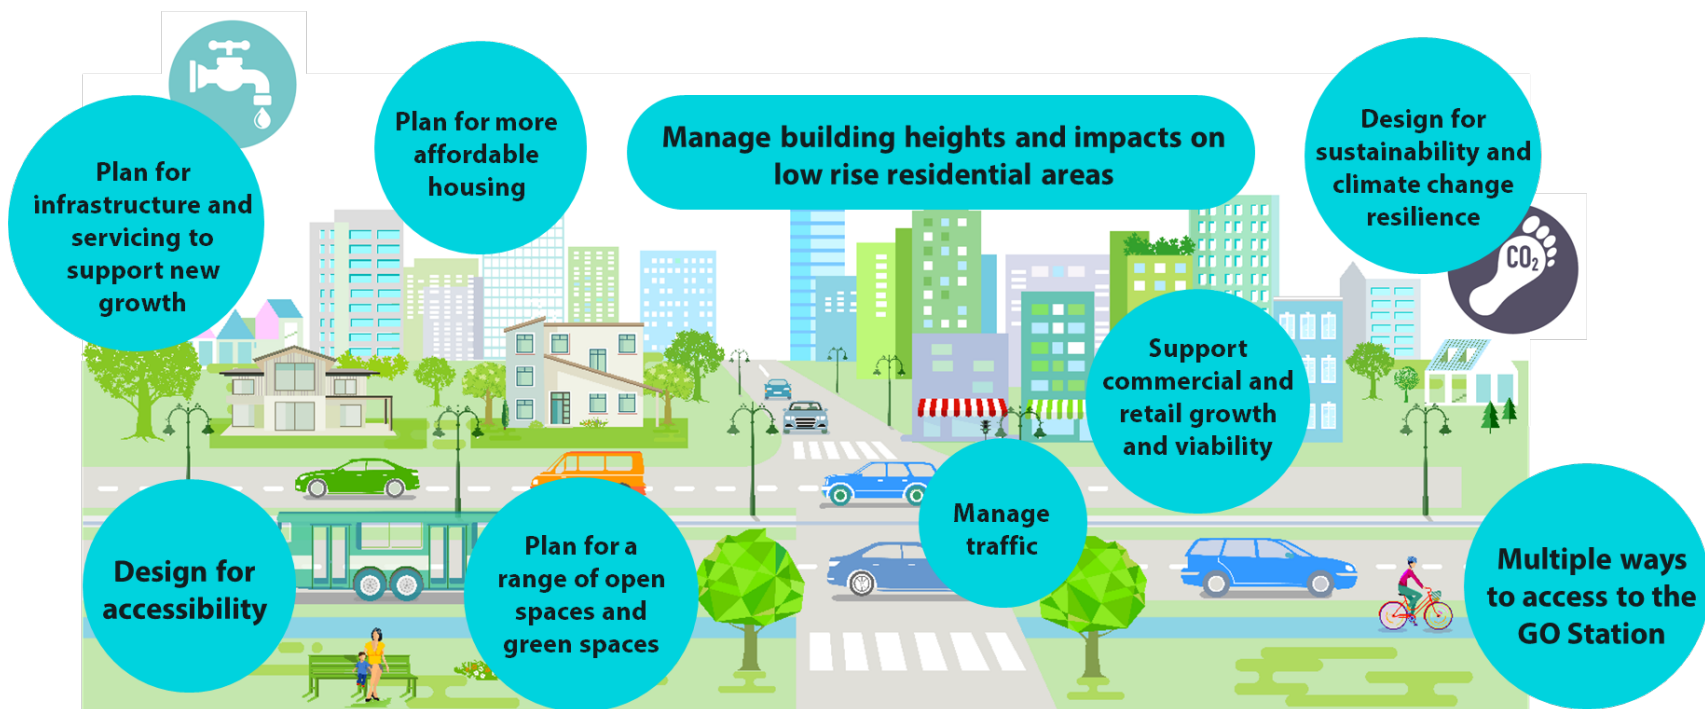 Plan for
infrastructure and
servicing to
support new
growth
Plan for more
affordable
housing
Manage building heights and impacts on
low rise residential areas
Design for
sustainability and
climate change
resilience
CO₂
Support
commercial and
retail growth
and viability
Design for
accessibility
Plan for a
range of open
spaces and
green spaces
Manage
traffic
Multiple ways
to access to the
GO Station